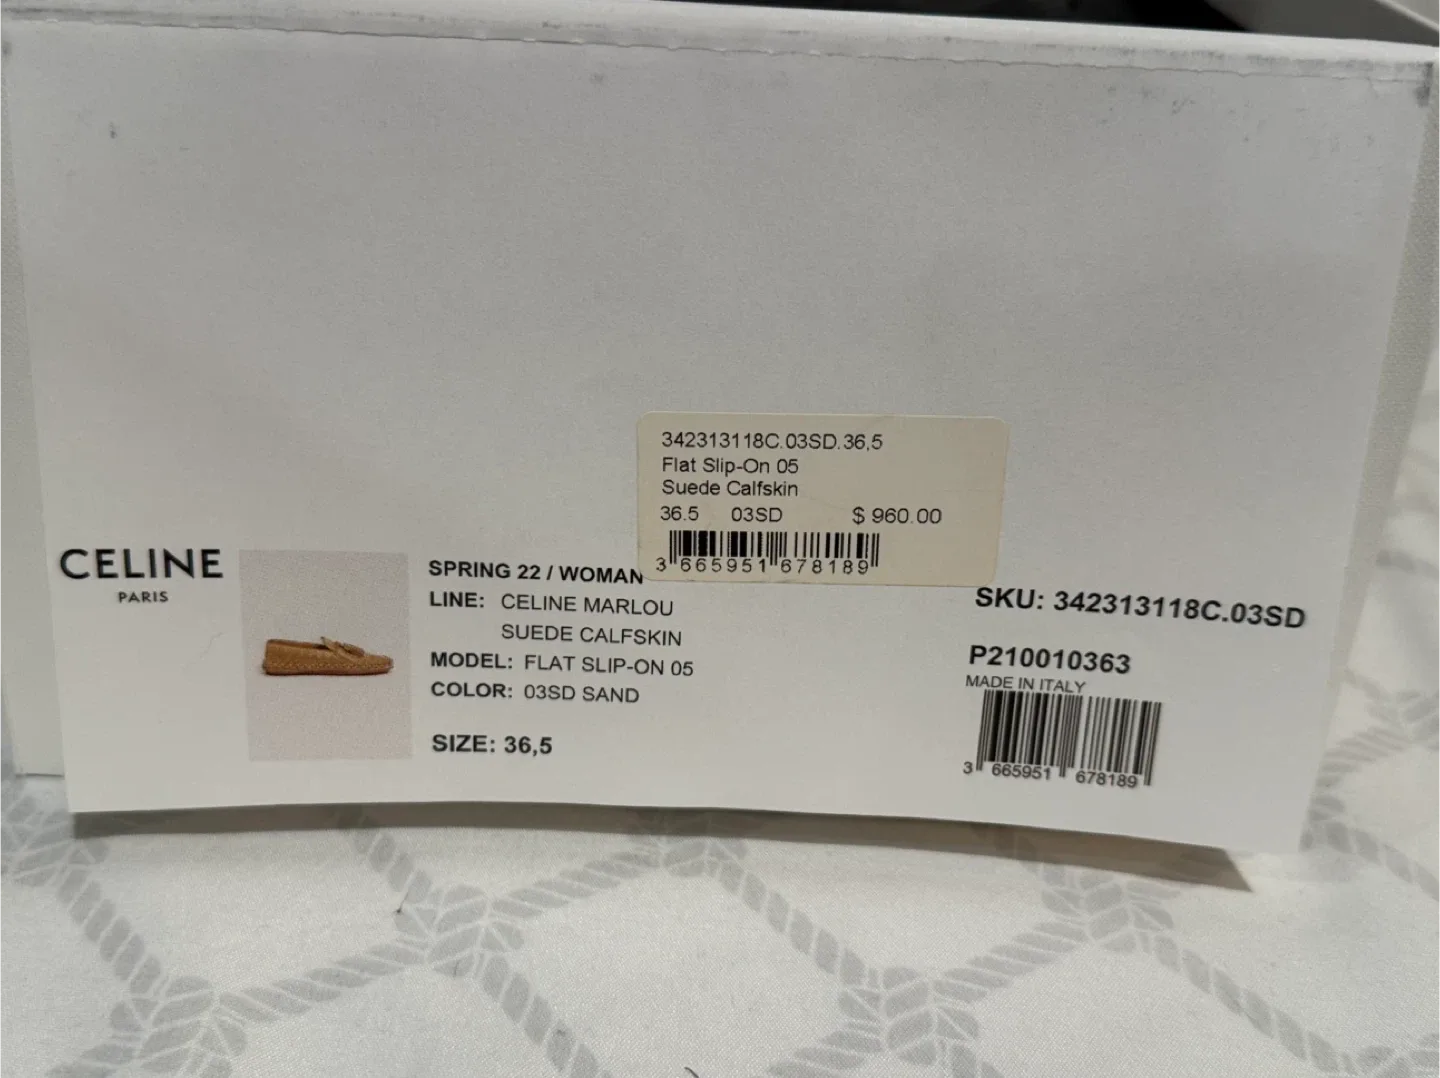 342313118C.03SD.36,5
Flat Slip-On 05
Suede Calfskin
36.5 03SD $ 960.00
3 665951 678189
CELINE
PARIS
SPRING 22 / WOMAN
LINE: CELINE MARLOU
SUEDE CALFSKIN
MODEL: FLAT SLIP-ON 05
COLOR: 03SD SAND
SIZE: 36,5
SKU: 342313118C.03SD
P210010363
MADE IN ITALY
3 665951 678189